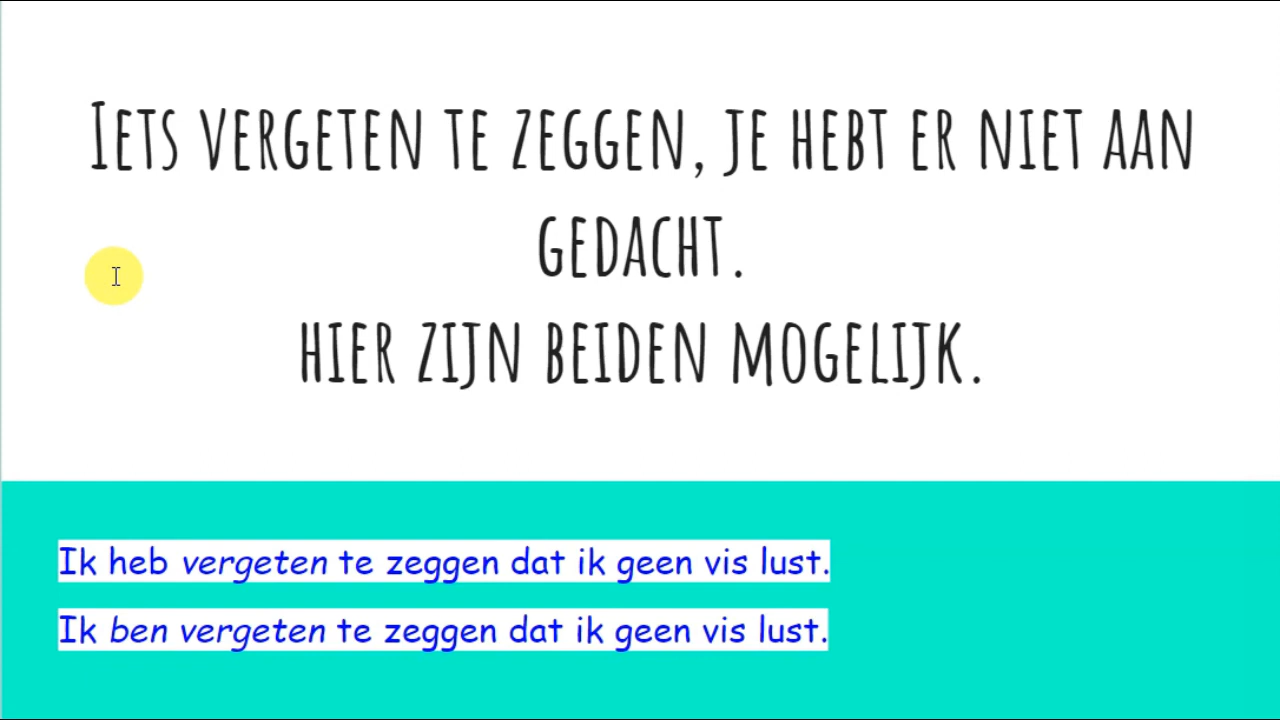 Iets vergeten te zeggen, je hebt er niet aan
gedacht.
hier zijn beiden mogelijk.
Ik heb vergeten te zeggen dat ik geen vis lust.
Ik ben vergeten te zeggen dat ik geen vis lust.